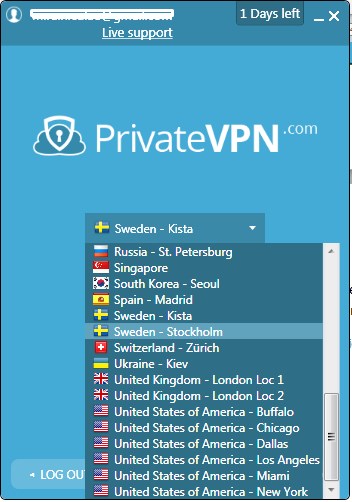 @gmail.com
1 Days left
Live support
PrivateVPN.com
Sweden - Kista
Russia - St. Petersburg
Singapore
South Korea - Seoul
Spain - Madrid
Sweden - Kista
Sweden - Stockholm
Switzerland - Zürich
Ukraine - Kiev
United Kingdom - London Loc 1
United Kingdom - London Loc 2
United States of America - Buffalo
United States of America - Chicago
United States of America - Dallas
United States of America - Los Angeles
United States of America - Miami
United States of America - New York
LOG OU